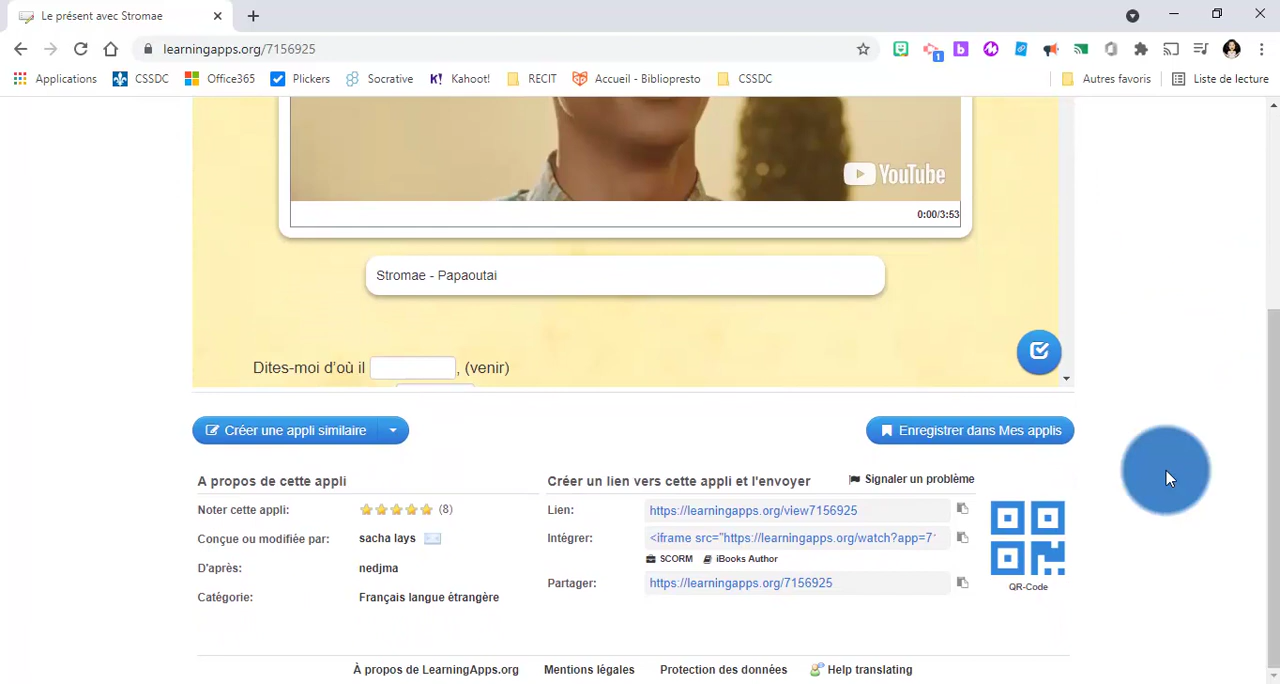 Le présent avec Stromae
learningapps.org/7156925
1
Applications CSSDC Office365 Plickers Socrative Kahoot! RECIT Accueil - Bibliopresto CSSDC Autres favoris Liste de lecture
YouTube
0:00/3:53
Stromae - Papaoutai
Dites-moi d'où il , (venir)
Créer une appli similaire Enregistrer dans Mes applis
A propos de cette appli Créer un lien vers cette appli et l'envoyer Signaler un problème
Noter cette appli: (8) Lien: https://learningapps.org/view7156925
Conçue ou modifiée par: sacha lays Intégrer: <iframe src="https://learningapps.org/watch?app=7
SCORM iBooks Author
D'après: nedjma Partager: https://learningapps.org/7156925
QR-Code
Catégorie: Français langue étrangère
À propos de LearningApps.org Mentions légales Protection des données Help translating